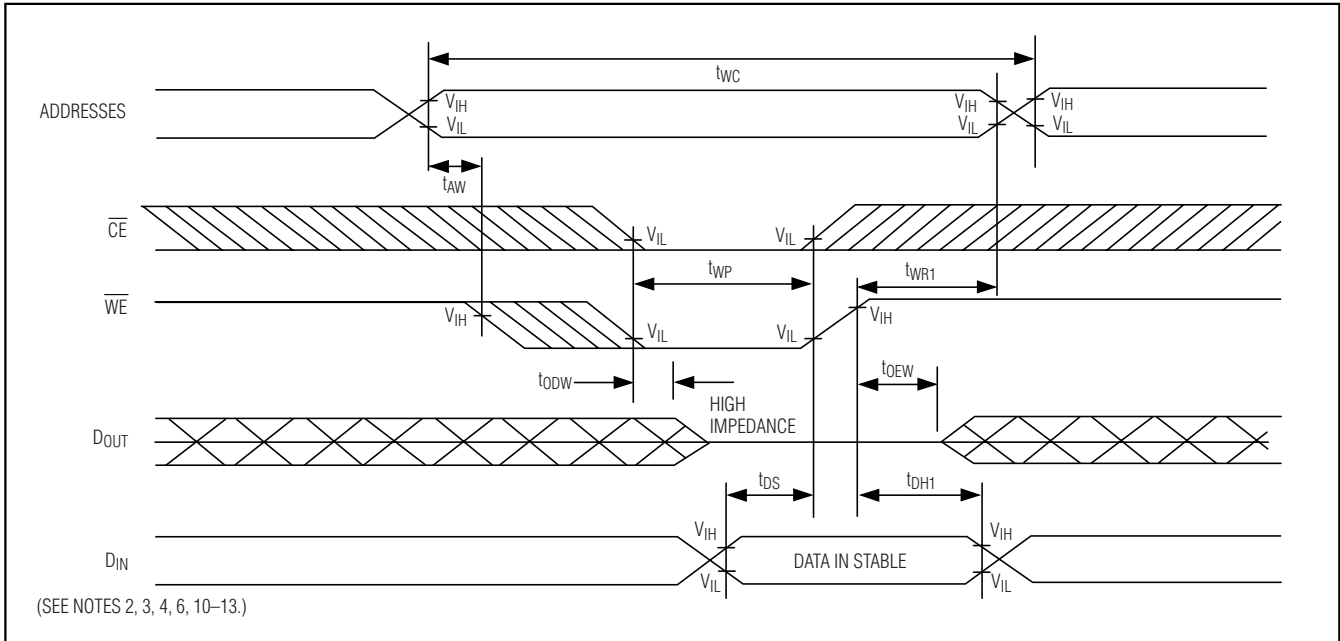 tWC
ADDRESSES
VIH
VIL
VIH
VIL
VIH
VIL
tAW
CE
VIL
VIL
tWP
tWR1
WE
VIH
VIL
VIL
VIH
tODW
tOEW
HIGH
IMPEDANCE
DOUT
tDS
tDH1
VIH
VIH
DIN
DATA IN STABLE
VIL
VIL
(SEE NOTES 2, 3, 4, 6, 10–13.)